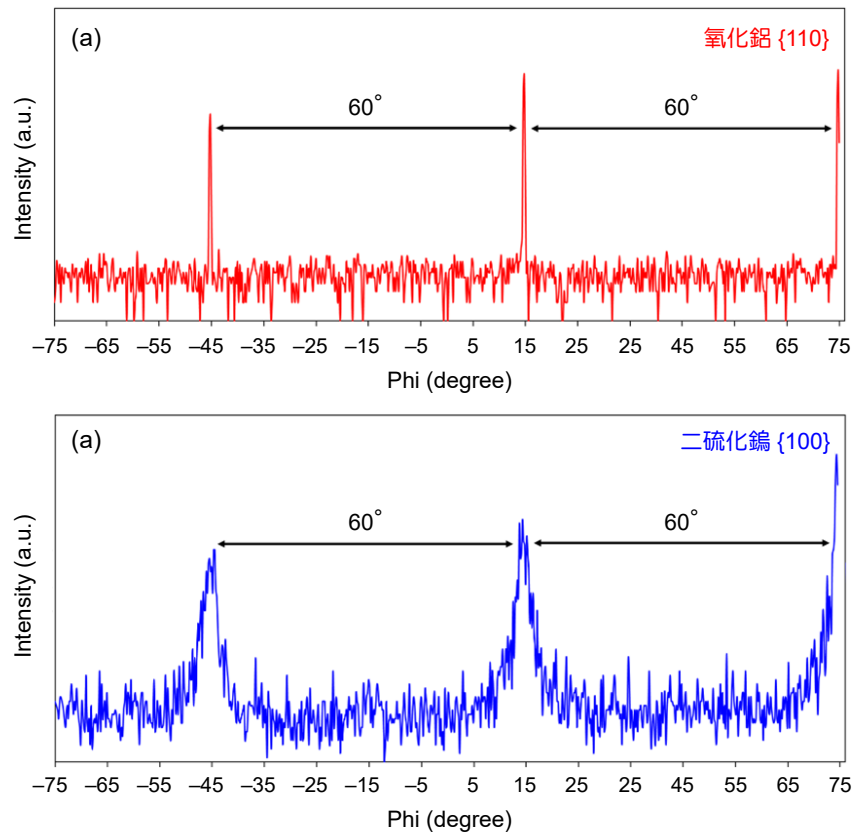 (a)
氧化鋁 {110}
60°
60°
Intensity (a.u.)
–75 –65 –55 –45 –35 –25 –15 –5 5 15 25 25 45 55 65 75
Phi (degree)
(a)
二硫化鎢 {100}
60°
60°
Intensity (a.u.)
–75 –65 –55 –45 –35 –25 –15 –5 5 15 25 35 45 55 65 75
Phi (degree)